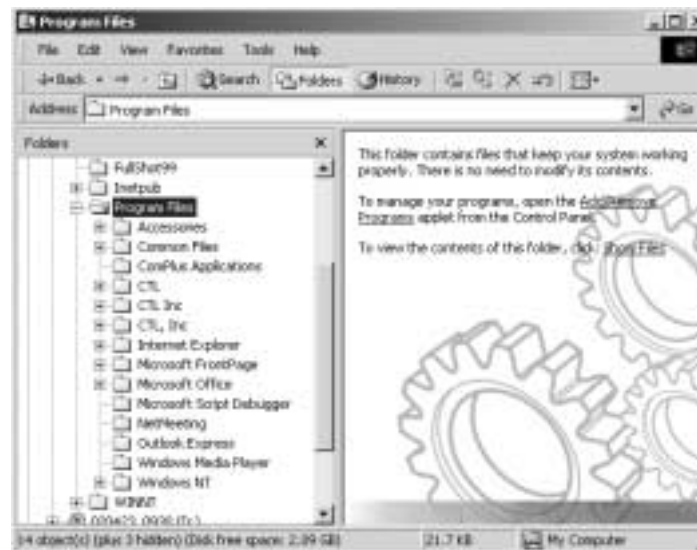 Program Files
File Edit View Favorites Tools Help
Back Search Folders History
Address Program Files Go
Folders
FullShot99
Inetpub
Program Files
Accessories
Common Files
ComPlus Applications
CTL
CTL Inc
CTL, Inc
Internet Explorer
Microsoft FrontPage
Microsoft Office
Microsoft Script Debugger
NetMeeting
Outlook Express
Windows Media Player
Windows NT
WINNT
020423_0938 (D:)
This folder contains files that keep your system working
properly. There is no need to modify its contents.
To manage your programs, open the Add/Remove
Programs applet from the Control Panel.
To view the contents of this folder, click Show Files
14 object(s) (plus 3 hidden) (Disk free space: 2.09 GB) 21.7 KB My Computer